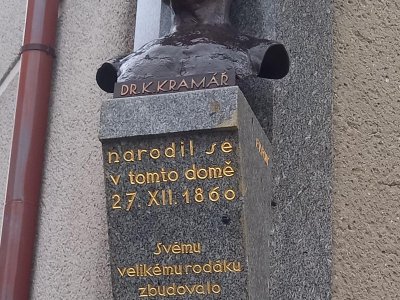 DR. K. KRAMÁŘ
narodil se
v tomto domě
27. XII. 1860
Svému
velikému rodáku
zbudovalo